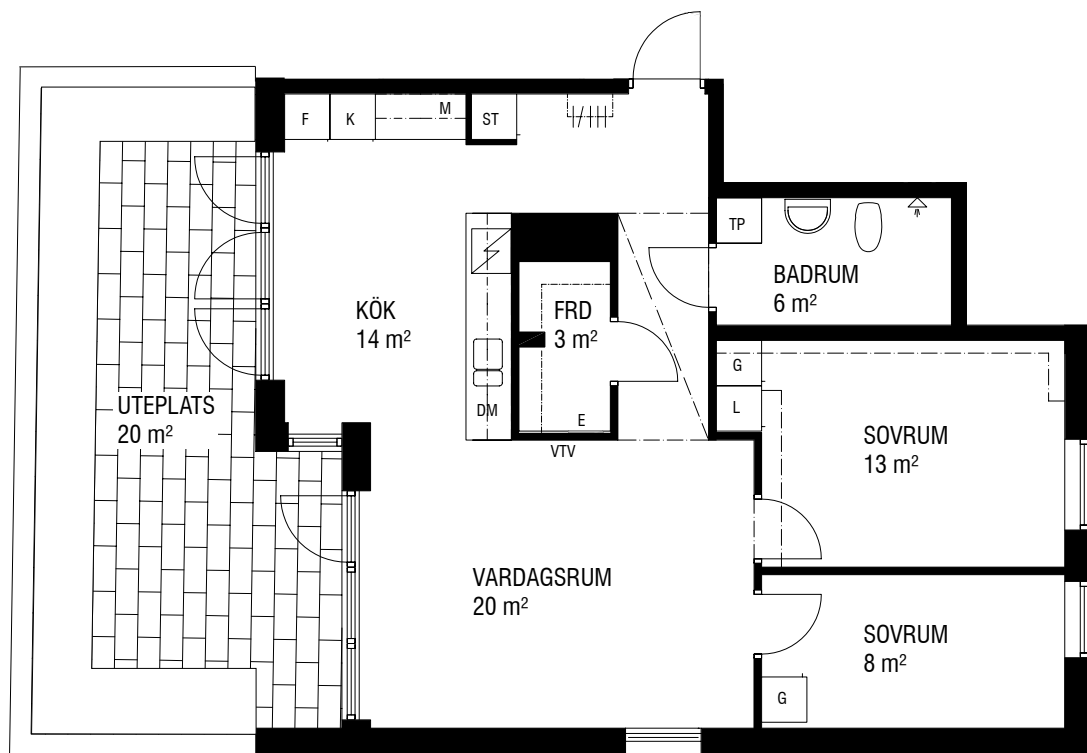 F
K
M
ST
TP
BADRUM
6 m²
KÖK
14 m²
FRD
3 m²
G
L
UTEPLATS
20 m²
DM
E
VTV
SOVRUM
13 m²
VARDAGSRUM
20 m²
SOVRUM
8 m²
G